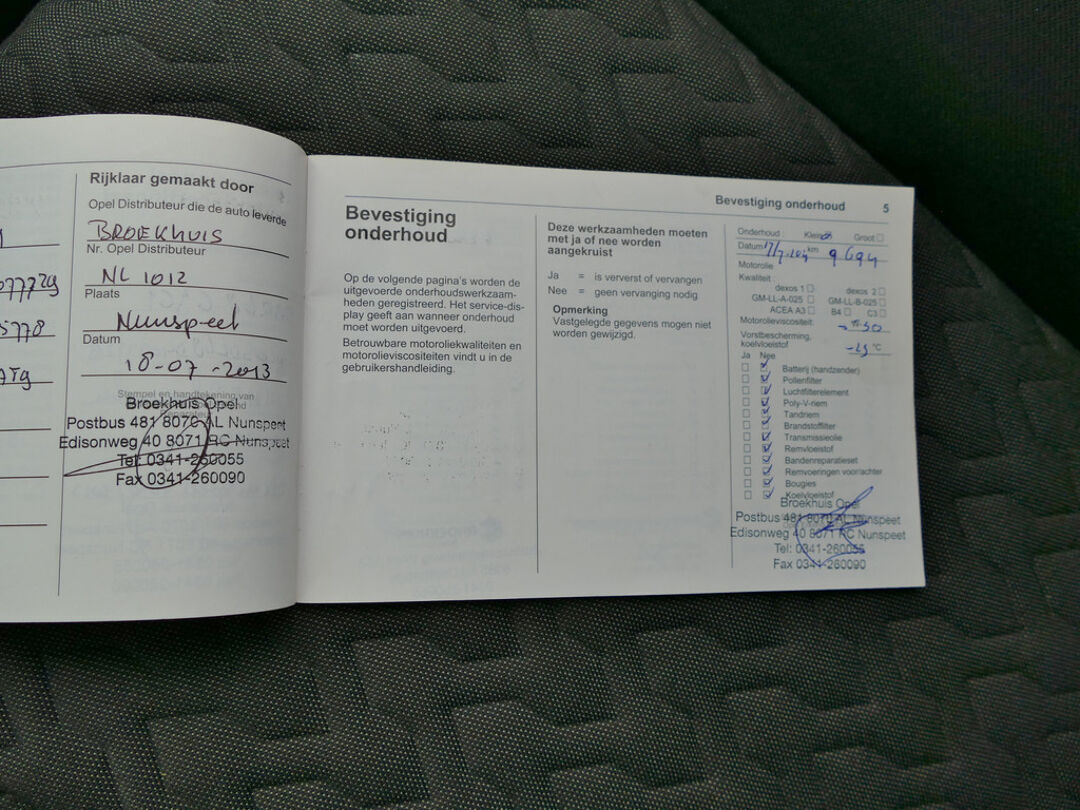 077729
5778
Rijklaar gemaakt door
Opel Distributeur die de auto leverde
BROEKHUIS
Nr. Opel Distributeur
NL 1012
Plaats
Nunspeet
Datum
18-07-2013
Stempel en handtekening van
Broekhuis Opel
Postbus 481 8070 AL Nunspeet
Edisonweg 40 8071 RC Nunspeet
Tel: 0341-260055
Fax 0341-260090
Bevestiging onderhoud 5
Bevestiging
onderhoud
Op de volgende pagina's worden de
uitgevoerde onderhoudswerkzaam-
heden geregistreerd. Het service-dis-
play geeft aan wanneer onderhoud
moet worden uitgevoerd.
Betrouwbare motoroliekwaliteiten en
motorolieviscositeiten vindt u in de
gebruikershandleiding.
Deze werkzaamheden moeten
met ja of nee worden
aangekruist
Ja = is ververst of vervangen
Nee = geen vervanging nodig
Opmerking
Vastgelegde gegevens mogen niet
worden gewijzigd.
Onderhoud : Klein Groot
Datum km 9694
Motorolie
Kwaliteit :
dexos 1 dexos 2
GM-LL-A-025 GM-LL-B-025
ACEA A3 B4 C3
Motorolieviscositeit:
Vorstbescherming,
koelvloeistof °C
Ja Nee
Batterij (handzender)
Pollenfilter
Luchtfilterelement
Poly-V-riem
Tandriem
Brandstoffilter
Transmissieolie
Remvloeistof
Bandenreparatieset
Remvoeringen voor/achter
Bougies
Koelvloeistof
Broekhuis Opel
Postbus 481 8070 AL Nunspeet
Edisonweg 40 8071 RC Nunspeet
Tel: 0341-260055
Fax 0341-260090